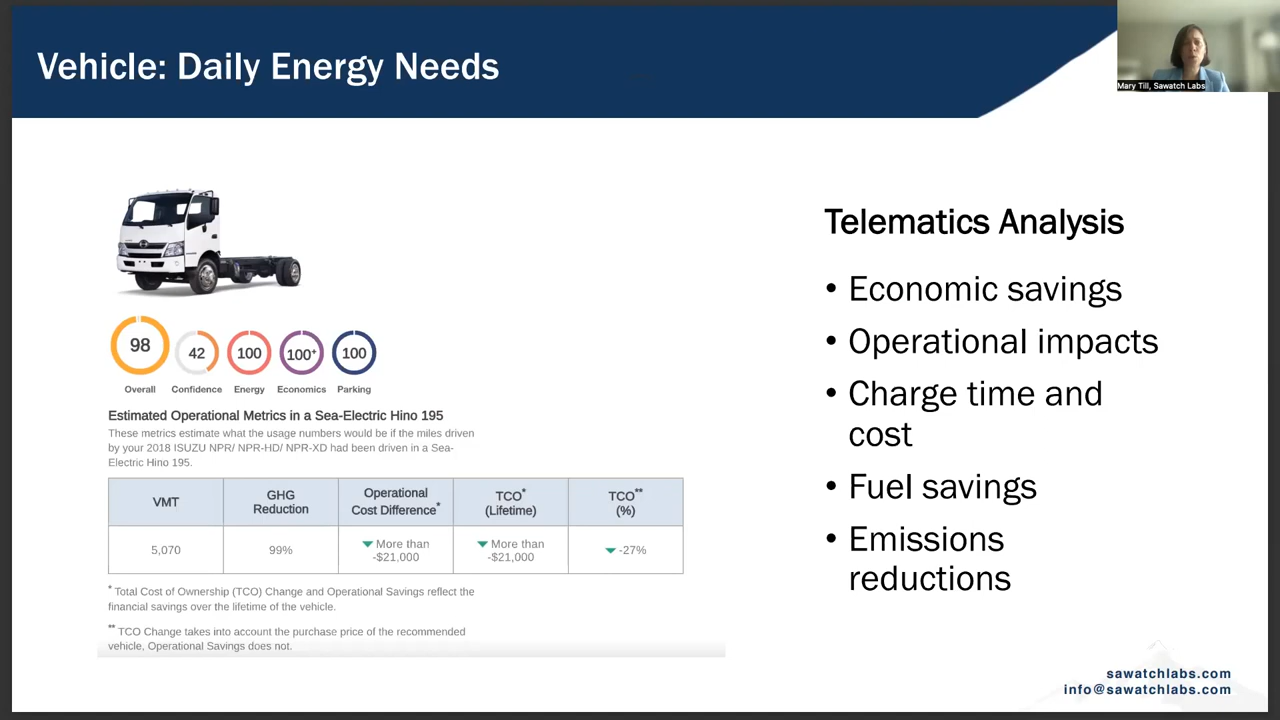 Vehicle: Daily Energy Needs
Mary Till, Sawatch Labs
98
42
100
100+
100
Overall
Confidence
Energy
Economics
Parking
Estimated Operational Metrics in a Sea-Electric Hino 195
These metrics estimate what the usage numbers would be if the miles driven
by your 2018 ISUZU NPR/ NPR-HD/ NPR-XD had been driven in a Sea-
Electric Hino 195.
VMT
GHG
Reduction
Operational
Cost Difference*
TCO*
(Lifetime)
TCO**
(%)
5,070
99%
More than
-$21,000
More than
-$21,000
-27%
* Total Cost of Ownership (TCO) Change and Operational Savings reflect the
financial savings over the lifetime of the vehicle.
** TCO Change takes into account the purchase price of the recommended
vehicle, Operational Savings does not.
Telematics Analysis
• Economic savings
• Operational impacts
• Charge time and
cost
• Fuel savings
• Emissions
reductions
sawatchlabs.com
info@sawatchlabs.com